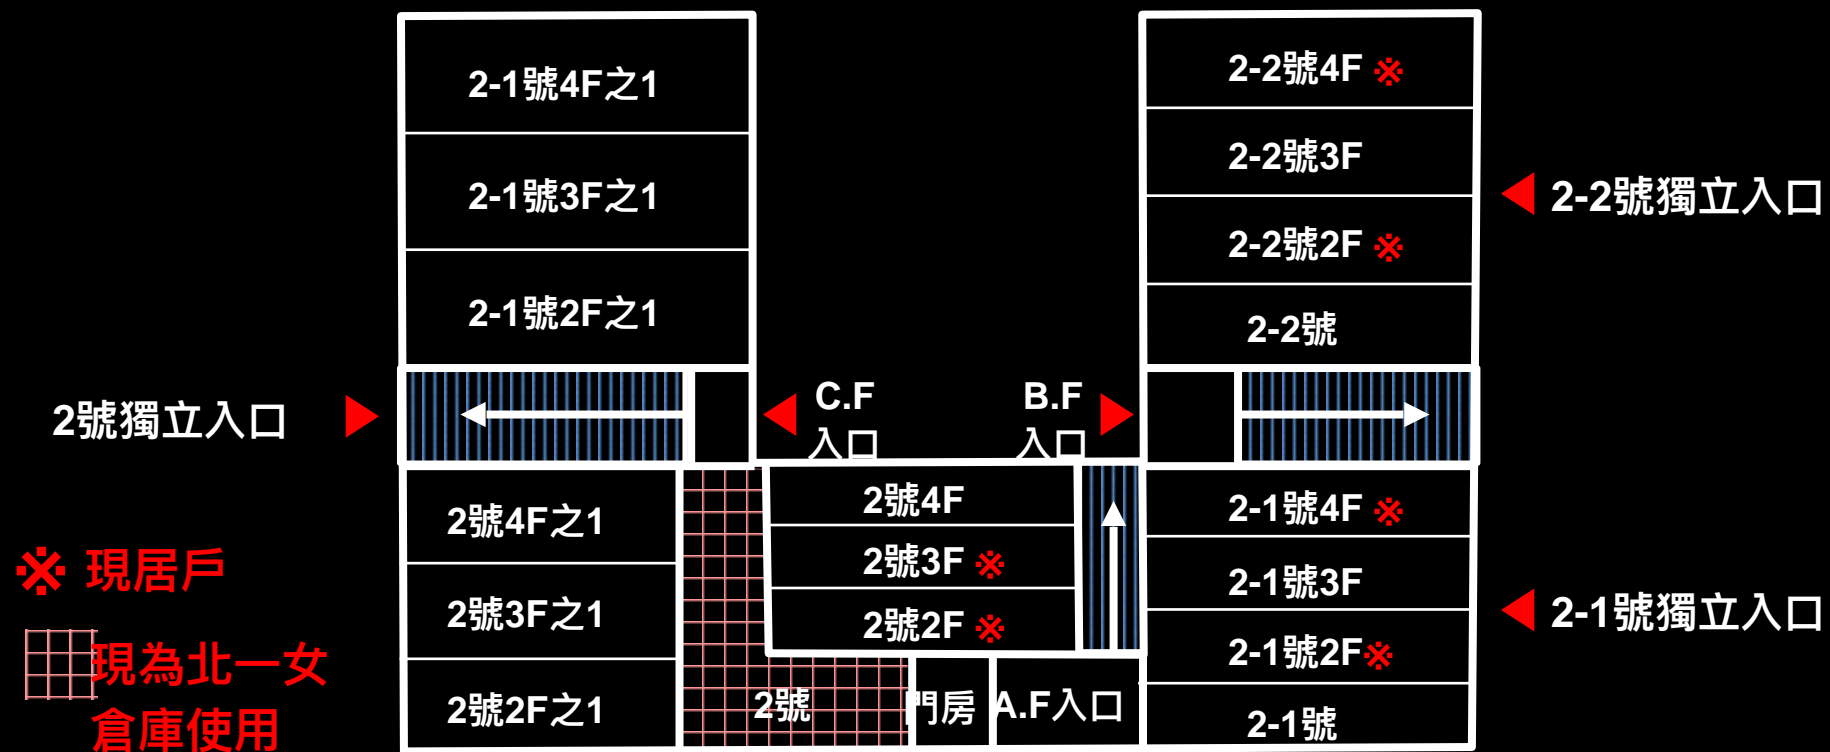 2-1號4F之1
2-1號3F之1
2-1號2F之1
2-2號4F ※
2-2號3F
2-2號2F ※
2-2號
2-2號獨立入口
2號獨立入口
C.F
入口
B.F
入口
2號4F之1
2號3F之1
2號2F之1
2號4F
2號3F ※
2號2F ※
2號
門房
A.F入口
2-1號4F ※
2-1號3F
2-1號2F※
2-1號
2-1號獨立入口
※ 現居戶
現為北一女
倉庫使用